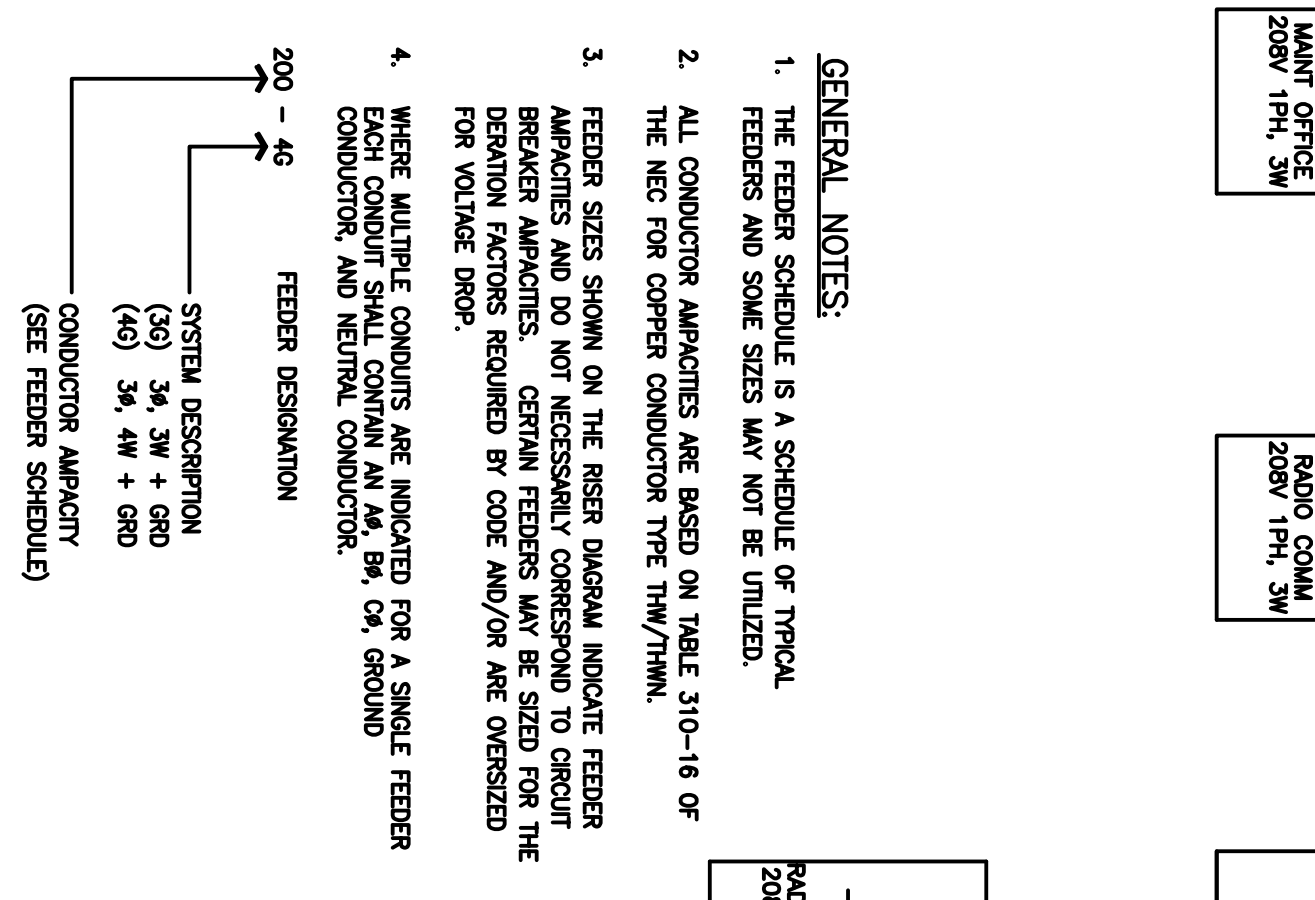 MAINT OFFICE
208V 1PH, 3W
RADIO COMM
208V 1PH, 3W
GENERAL NOTES:
1. THE FEEDER SCHEDULE IS A SCHEDULE OF TYPICAL
FEEDERS AND SOME SIZES MAY NOT BE UTILIZED.
2. ALL CONDUCTOR AMPACITIES ARE BASED ON TABLE 310-16 OF
THE NEC FOR COPPER CONDUCTOR TYPE THW/THWN.
3. FEEDER SIZES SHOWN ON THE RISER DIAGRAM INDICATE FEEDER
AMPACITIES AND DO NOT NECESSARILY CORRESPOND TO CIRCUIT
BREAKER AMPACITIES. CERTAIN FEEDERS MAY BE SIZED FOR THE
DERATION FACTORS REQUIRED BY CODE AND/OR ARE OVERSIZED
FOR VOLTAGE DROP.
4. WHERE MULTIPLE CONDUITS ARE INDICATED FOR A SINGLE FEEDER
EACH CONDUIT SHALL CONTAIN AN AØ, BØ, CØ, GROUND
CONDUCTOR, AND NEUTRAL CONDUCTOR.
200 - 4G FEEDER DESIGNATION
SYSTEM DESCRIPTION
(3G) 3Ø, 3W + GRD
(4G) 3Ø, 4W + GRD
CONDUCTOR AMPACITY
(SEE FEEDER SCHEDULE)
RAD
208